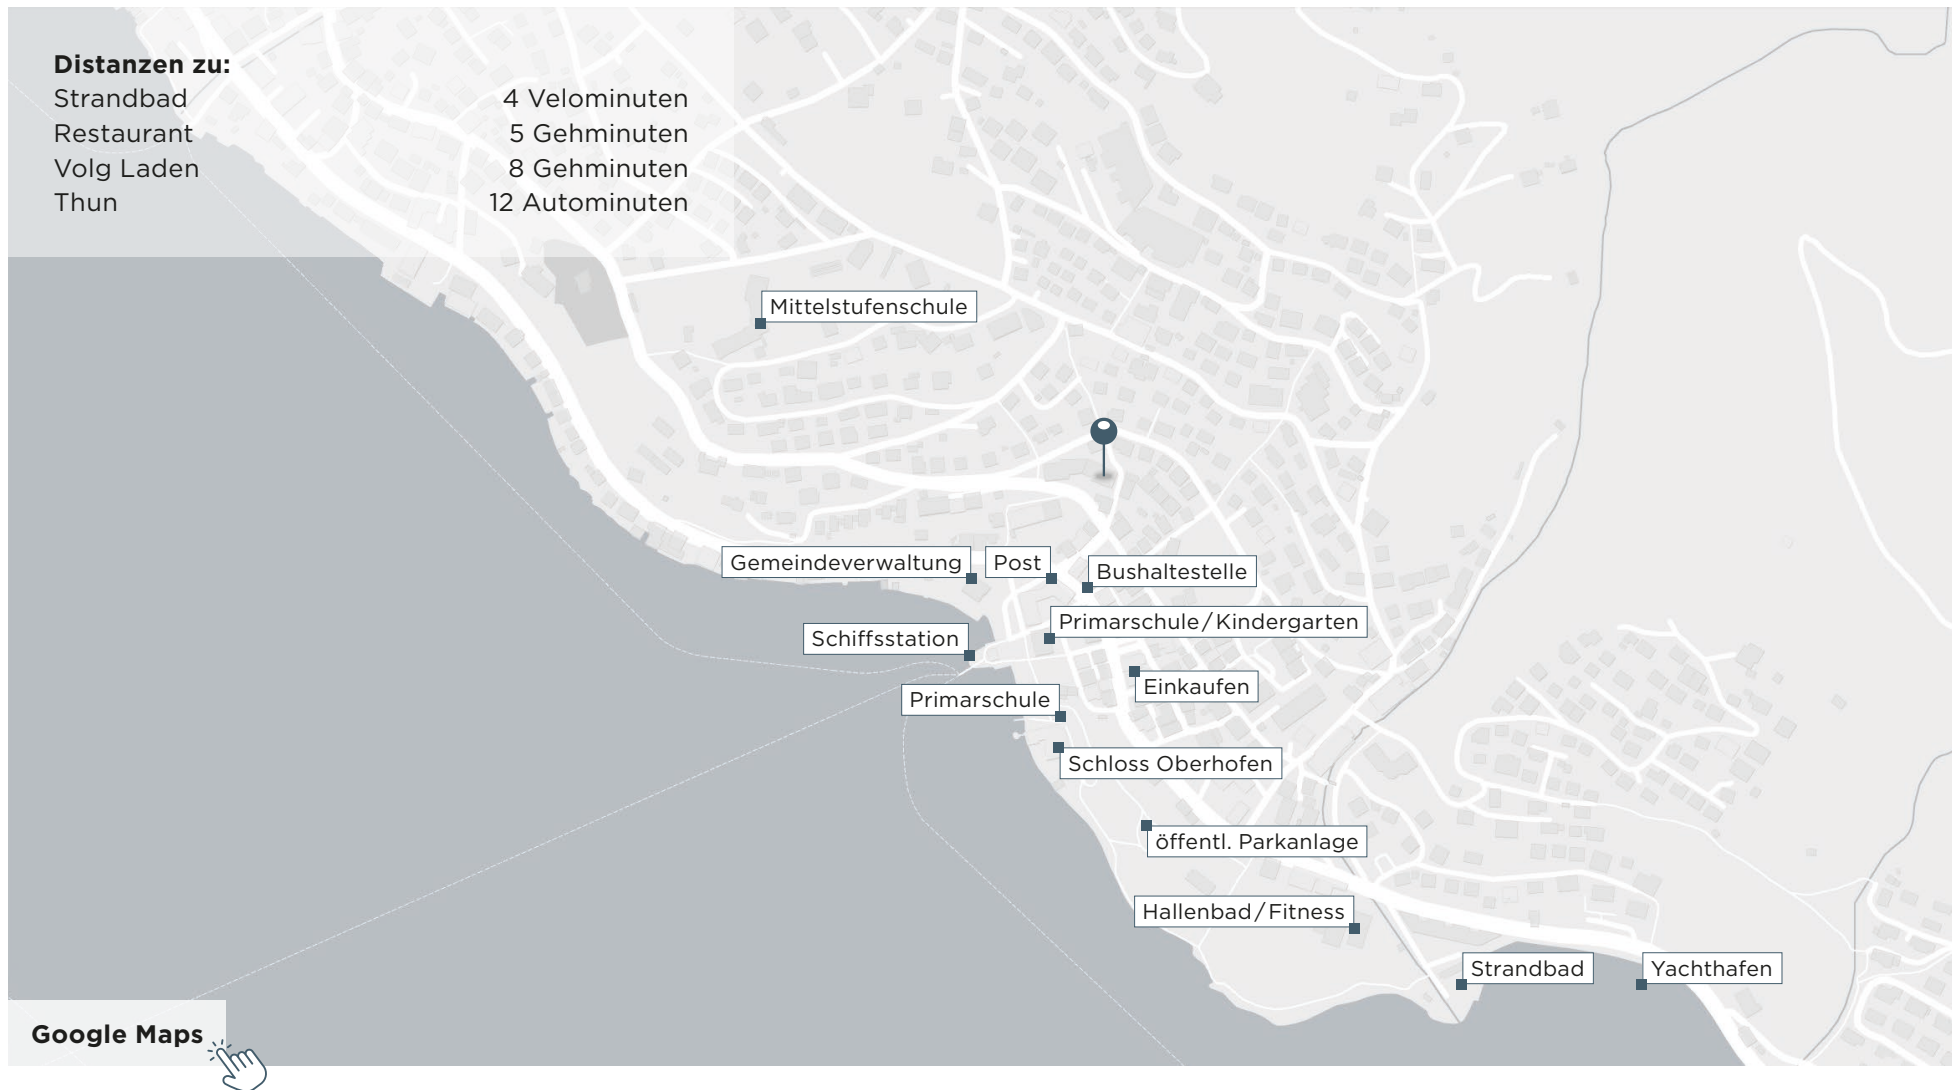 Distanzen zu:
Strandbad 4 Velominuten
Restaurant 5 Gehminuten
Volg Laden 8 Gehminuten
Thun 12 Autominuten
Mittelstufenschule
Gemeindeverwaltung
Post
Bushaltestelle
Primarschule/Kindergarten
Schiffsstation
Einkaufen
Primarschule
Schloss Oberhofen
öffentl. Parkanlage
Hallenbad/Fitness
Strandbad
Yachthafen
Google Maps